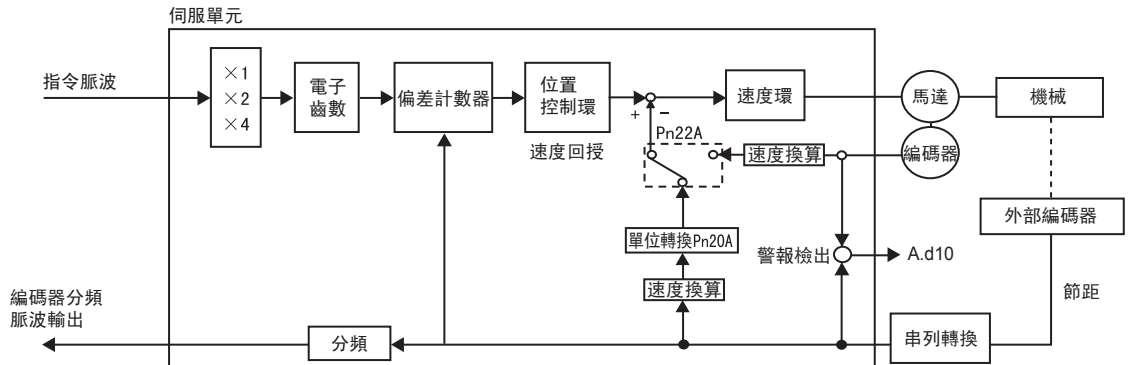 伺服單元
指令脈波
×1
×2
×4
電子
齒數
偏差計數器
位置
控制環
+
−
速度環
馬達
機械
速度回授
Pn22A
速度換算
編碼器
外部編碼器
單位轉換Pn20A
警報檢出
A.d10
速度換算
節距
編碼器分頻
脈波輸出
分頻
串列轉換